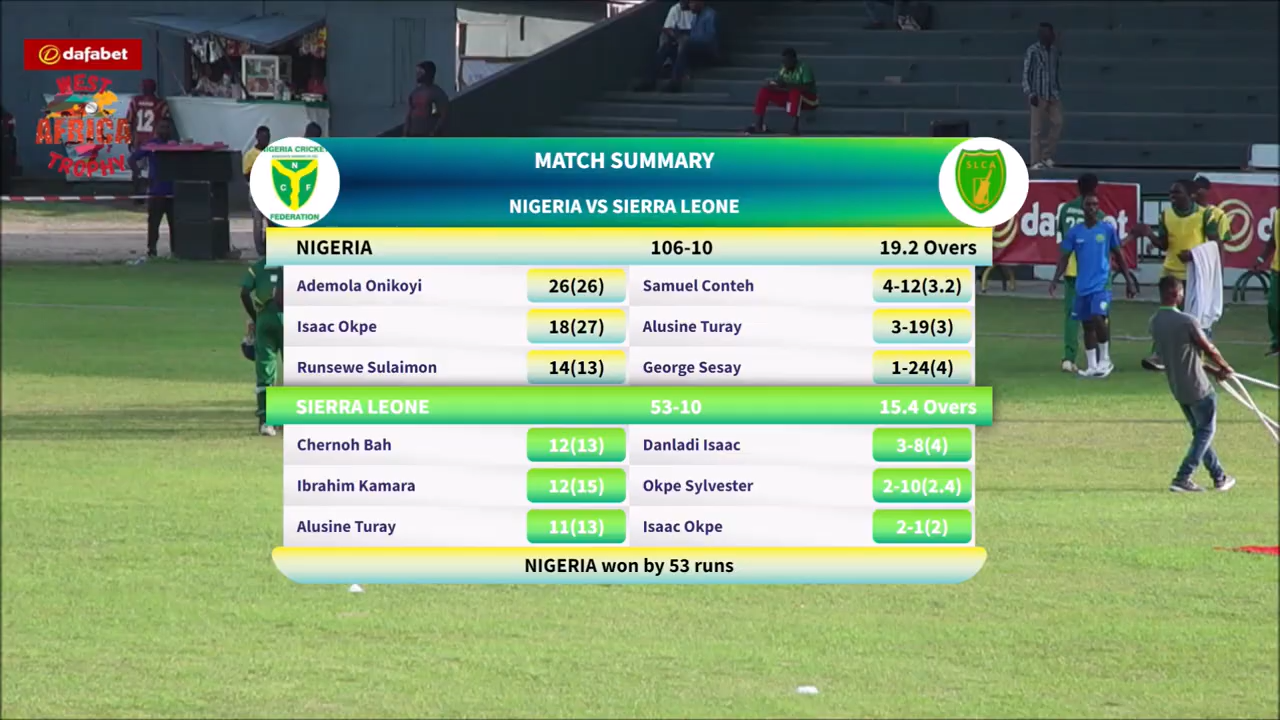 dafabet
WEST
AFRICA
TROPHY
12
NIGERIA CRICKET
N
C F
FEDERATION
MATCH SUMMARY
NIGERIA VS SIERRA LEONE
SLCA
NIGERIA 106-10 19.2 Overs
Ademola Onikoyi 26(26) Samuel Conteh 4-12(3.2)
Isaac Okpe 18(27) Alusine Turay 3-19(3)
Runsewe Sulaimon 14(13) George Sesay 1-24(4)
SIERRA LEONE 53-10 15.4 Overs
Chernoh Bah 12(13) Danladi Isaac 3-8(4)
Ibrahim Kamara 12(15) Okpe Sylvester 2-10(2.4)
Alusine Turay 11(13) Isaac Okpe 2-1(2)
NIGERIA won by 53 runs